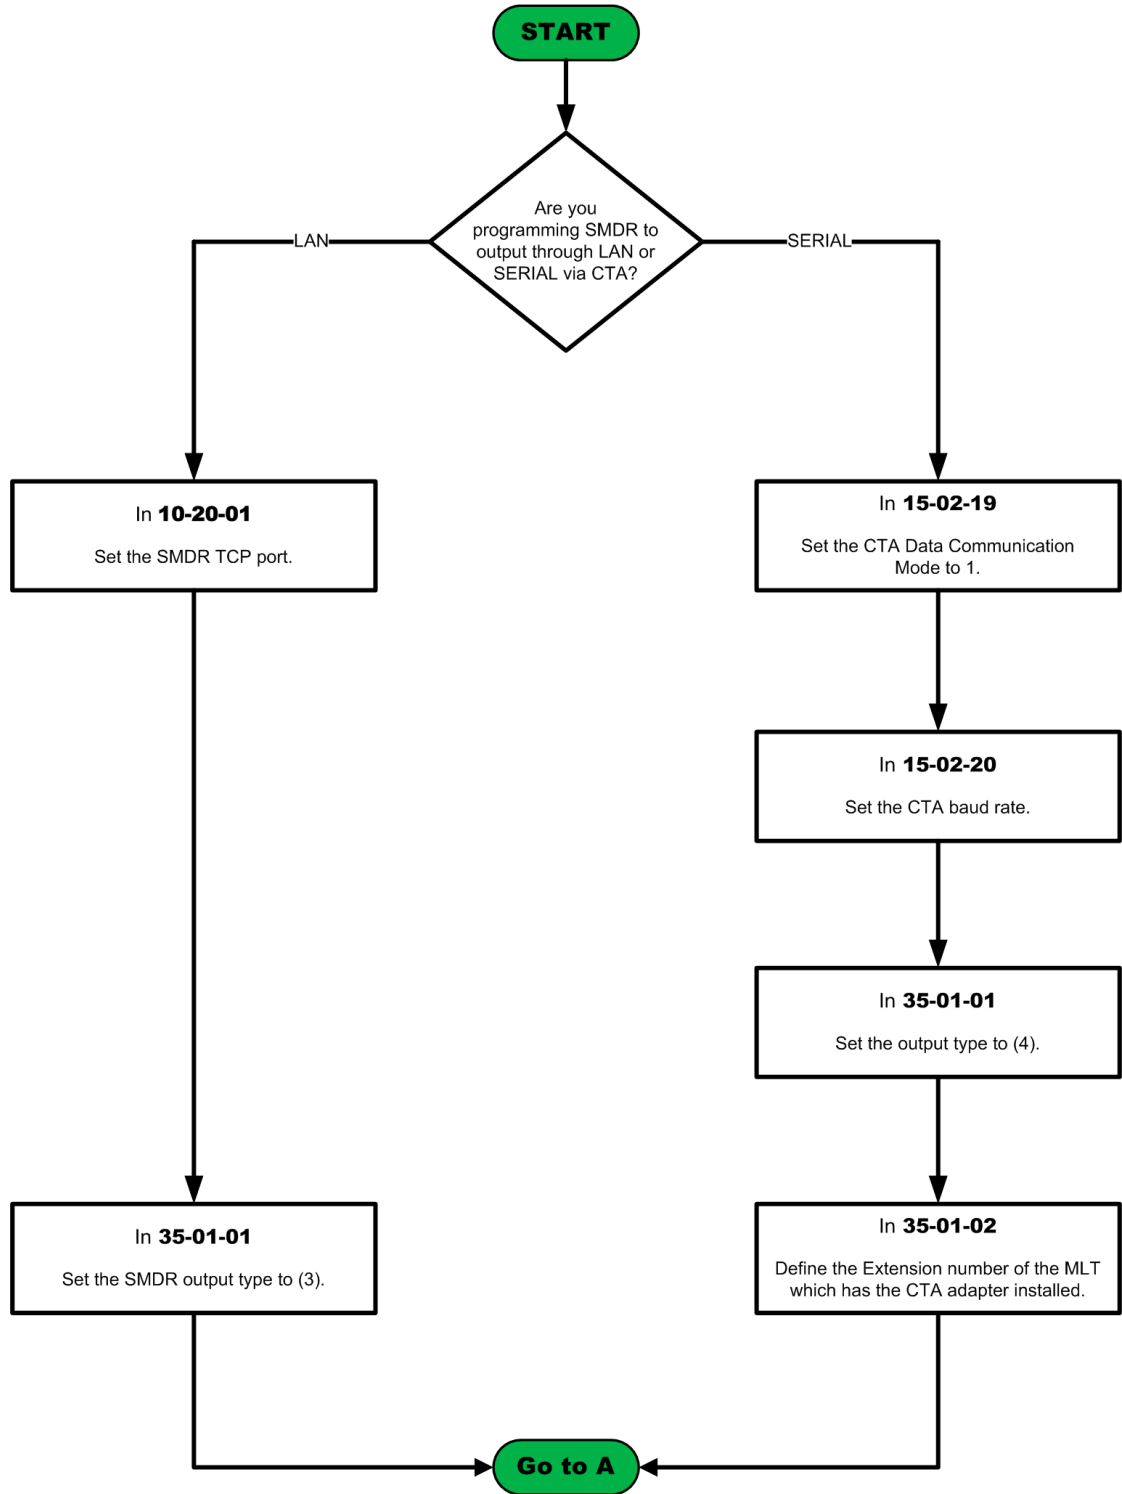 START
Are you
programming SMDR to
output through LAN or
SERIAL via CTA?
LAN
SERIAL
In 10-20-01
Set the SMDR TCP port.
In 15-02-19
Set the CTA Data Communication
Mode to 1.
In 15-02-20
Set the CTA baud rate.
In 35-01-01
Set the output type to (4).
In 35-01-01
Set the SMDR output type to (3).
In 35-01-02
Define the Extension number of the MLT
which has the CTA adapter installed.
Go to A